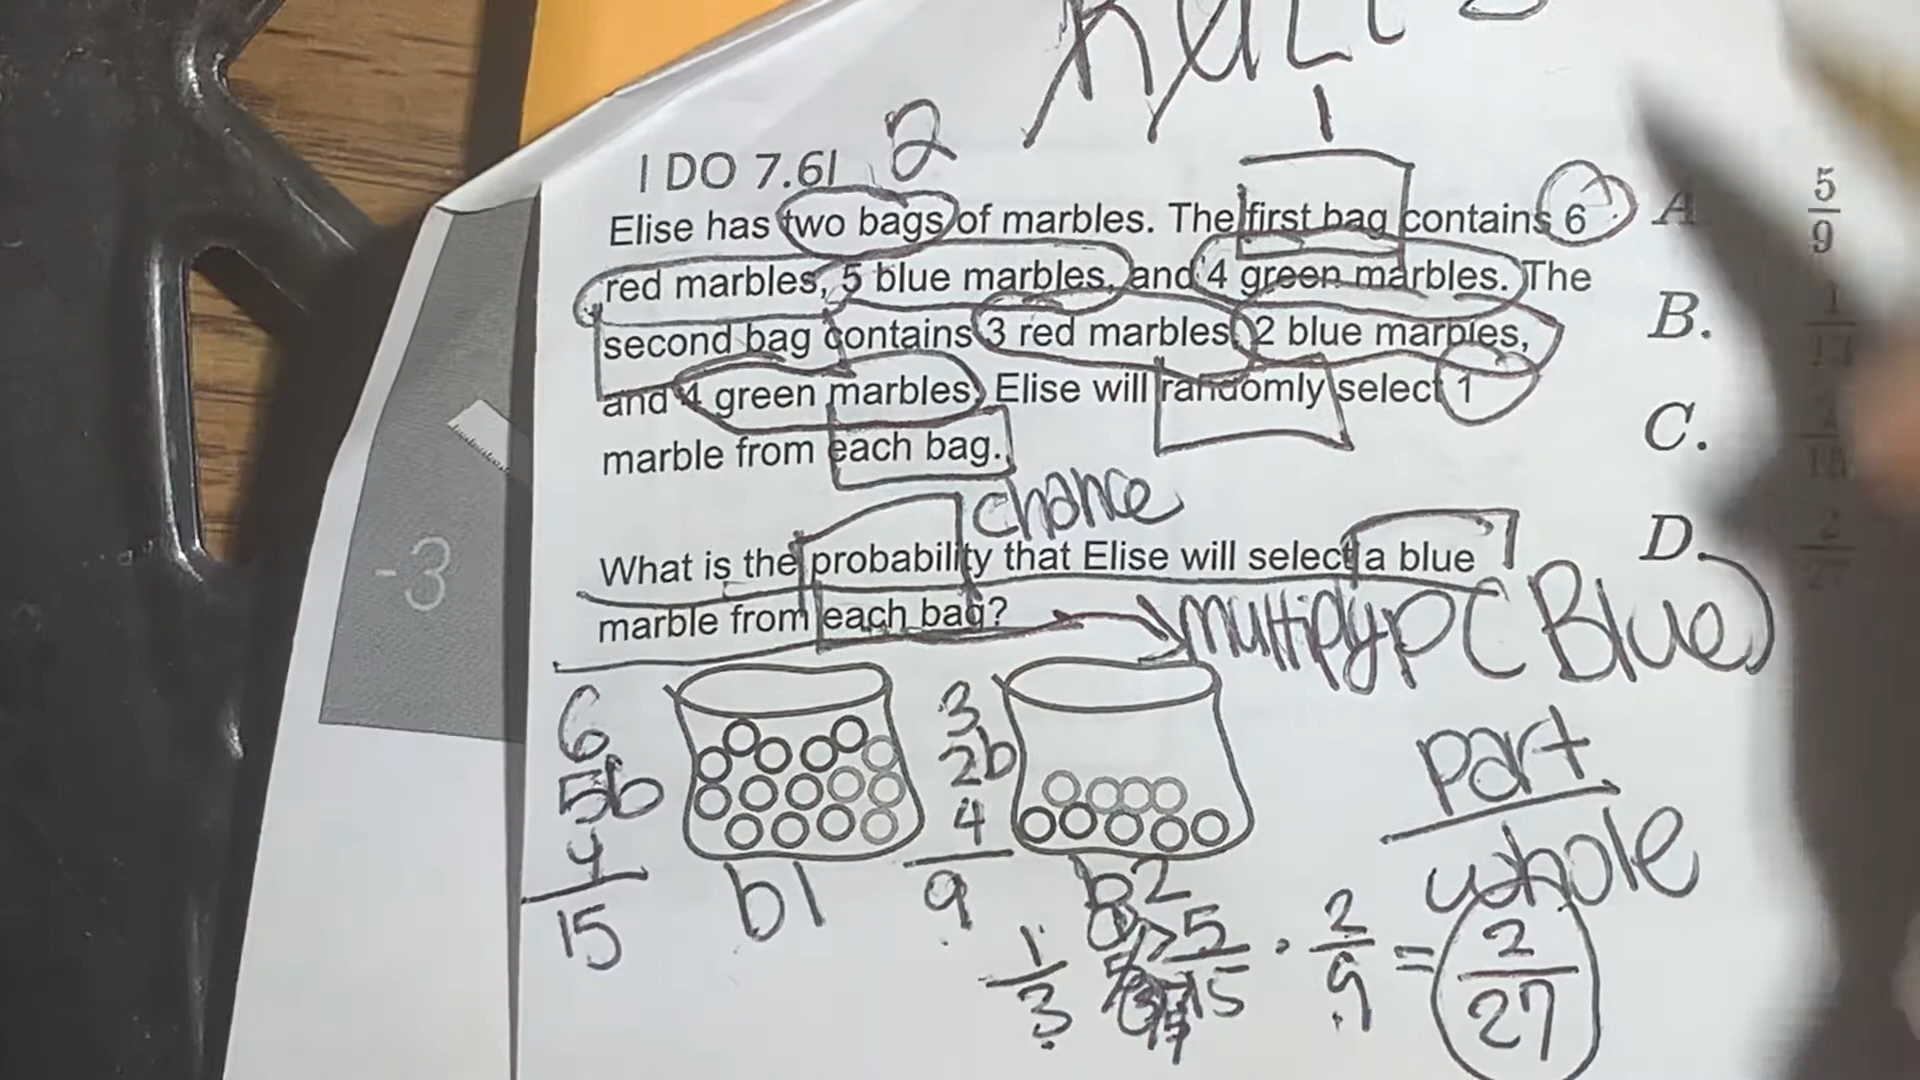 I DO 7.6I 2 1
Elise has two bags of marbles. The first bag contains 6
red marbles, 5 blue marbles, and 4 green marbles. The
second bag contains 3 red marbles, 2 blue marbles,
and 4 green marbles. Elise will randomly select 1
marble from each bag.
chance
What is the probability that Elise will select a blue
marble from each bag?
multiply P(Blue)
A
5/9
B.
C.
D.
2/27
-3
6
5b
4
15
b1
3
2b
4
9
b2
part
whole
1/3
5/15 · 2/9 = 2/27